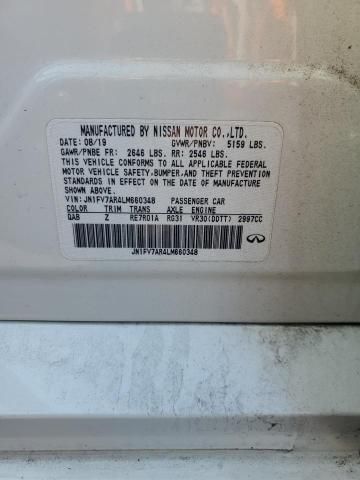 MANUFACTURED BY NISSAN MOTOR CO.,LTD.
DATE: 08/19 GVWR/PNBV: 5159 LBS.
GAWR/PNBE FR: 2646 LBS. RR: 2546 LBS.
THIS VEHICLE CONFORMS TO ALL APPLICABLE FEDERAL
MOTOR VEHICLE SAFETY,BUMPER, AND THEFT
PREVENTION STANDARDS IN EFFECT ON THE DATE OF
MANUFACTURE SHOWN ABOVE.
VIN: JN1FV7AR4LM660348 PASSENGER CAR
COLOR TRIM TRANS AXLE ENGINE
QAB Z RE7R01A RG31 VR30(DDTT) 2997CC
JN1FV7AR4LM660348